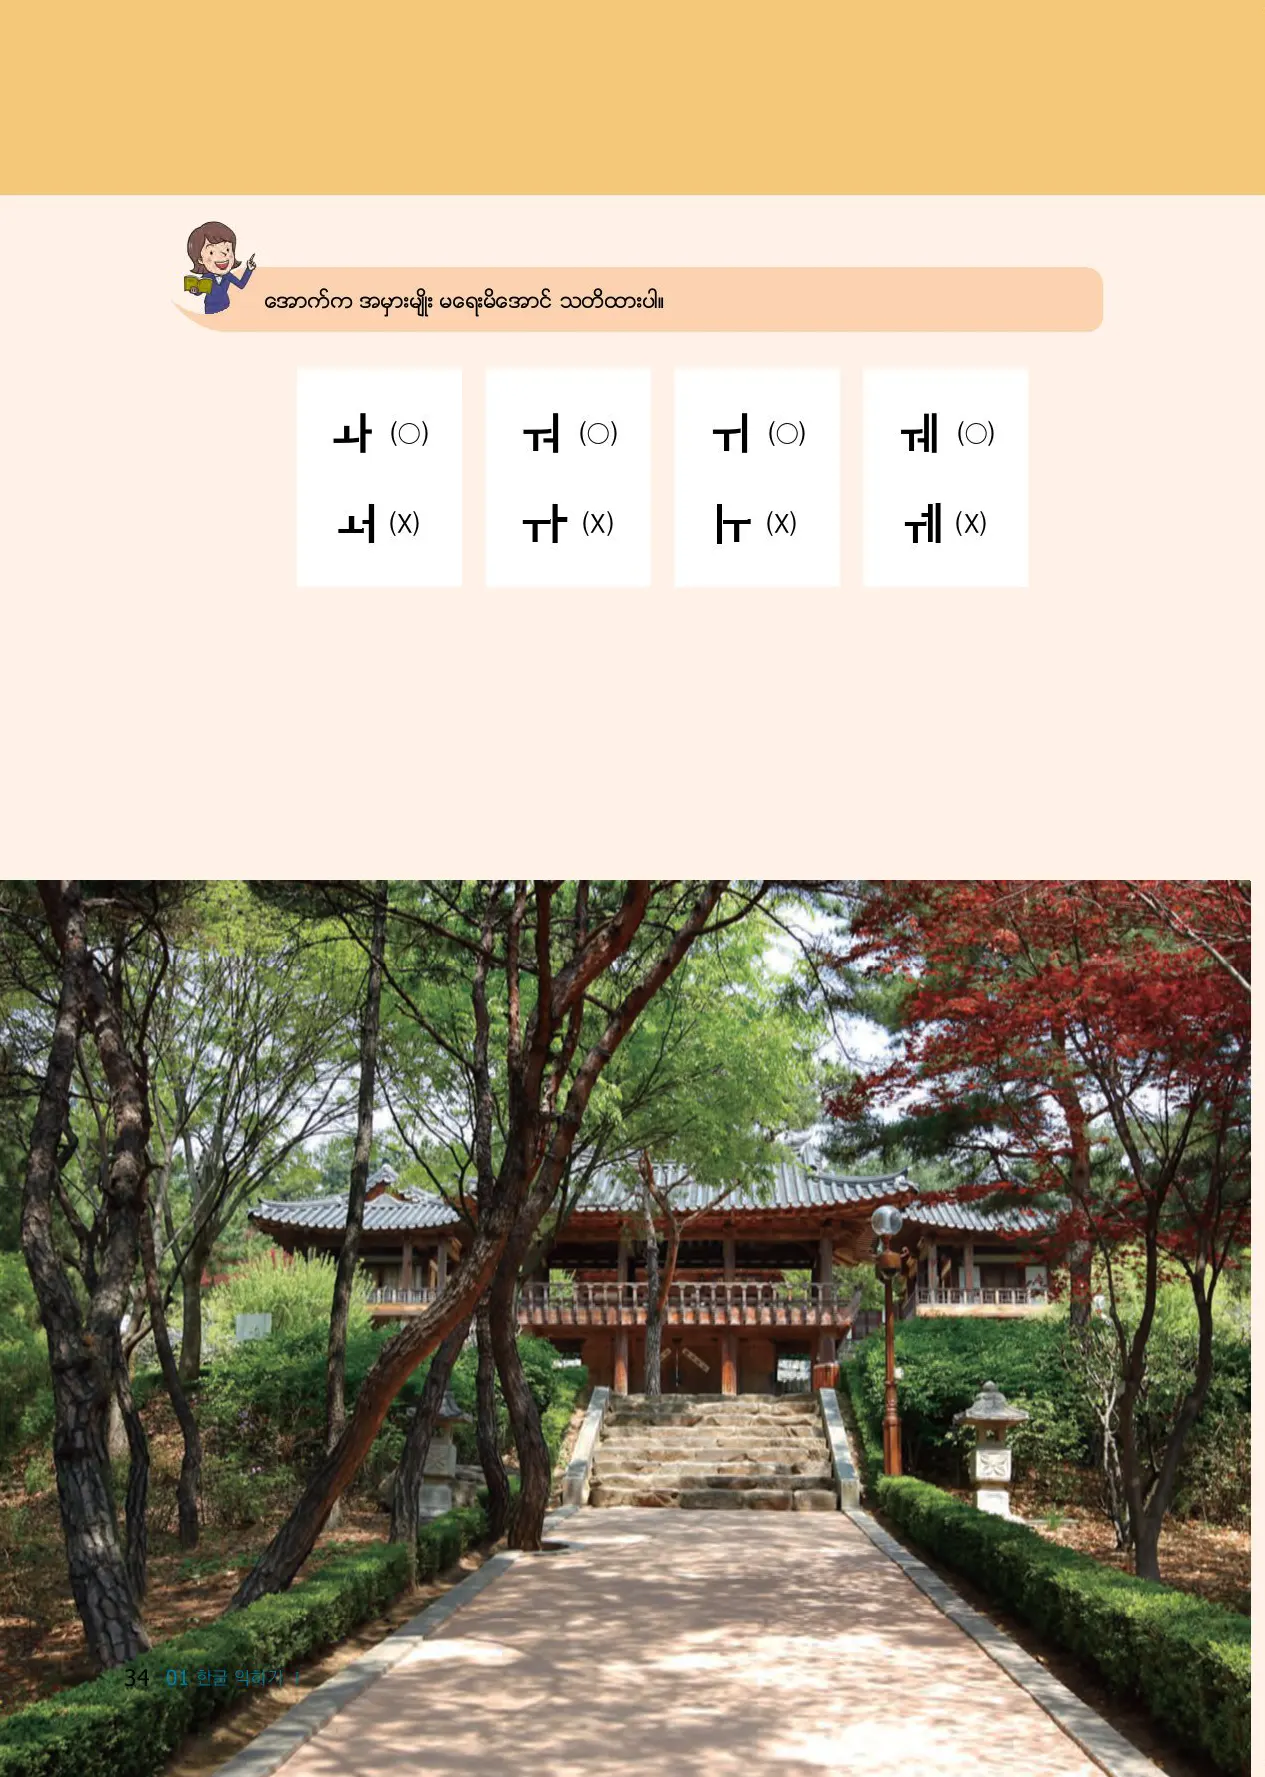 အောက်က အမှားမျိုး မရေးမိအောင် သတိထားပါ။
ㅘ (○) ㅝ (○) ㅟ (○) ㅞ (○)
ㅗㅓ (X) ㅜㅏ (X) ㅏㅜ (X) ㅜㅔ (X)
34 01 한글 익히기 I